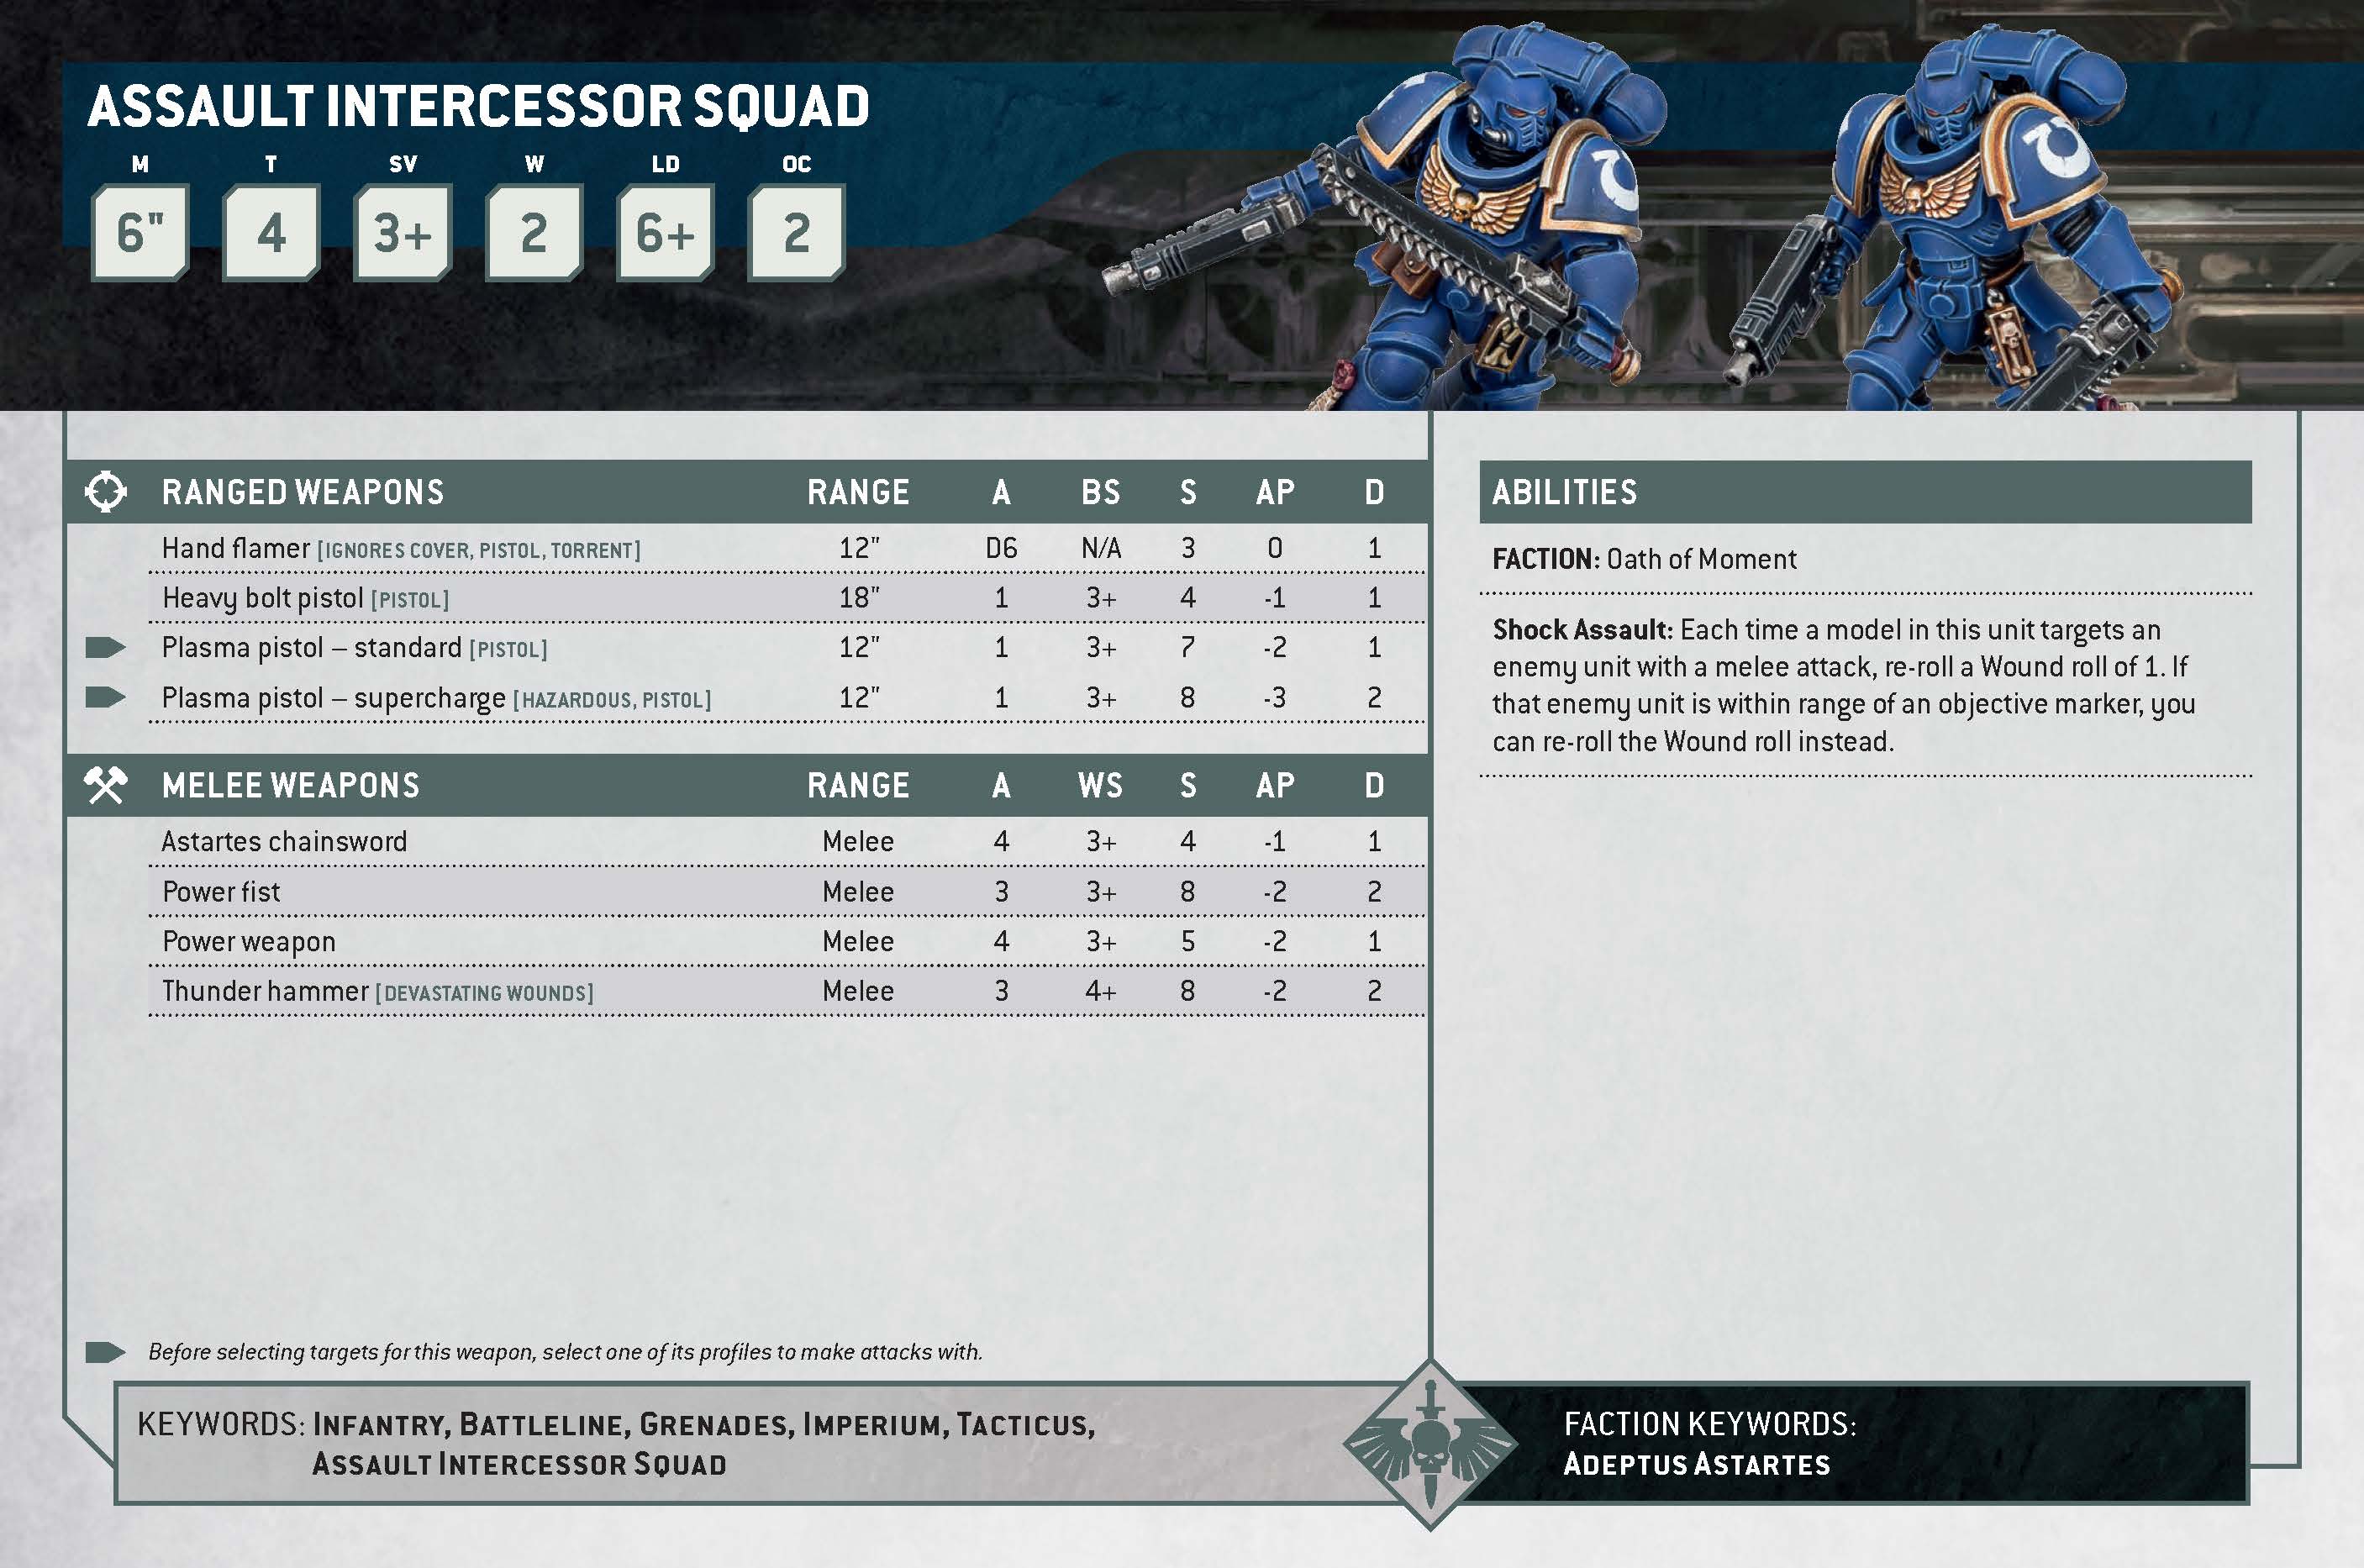 ASSAULT INTERCESSOR SQUAD
M T SV W LD OC
6" 4 3+ 2 6+ 2
RANGED WEAPONS RANGE A BS S AP D
Hand flamer [IGNORES COVER, PISTOL, TORRENT] 12" D6 N/A 3 0 1
Heavy bolt pistol [PISTOL] 18" 1 3+ 4 -1 1
Plasma pistol – standard [PISTOL] 12" 1 3+ 7 -2 1
Plasma pistol – supercharge [HAZARDOUS, PISTOL] 12" 1 3+ 8 -3 2
MELEE WEAPONS RANGE A WS S AP D
Astartes chainsword Melee 4 3+ 4 -1 1
Power fist Melee 3 3+ 8 -2 2
Power weapon Melee 4 3+ 5 -2 1
Thunder hammer [DEVASTATING WOUNDS] Melee 3 4+ 8 -2 2
Before selecting targets for this weapon, select one of its profiles to make attacks with.
ABILITIES
FACTION: Oath of Moment
Shock Assault: Each time a model in this unit targets an
enemy unit with a melee attack, re-roll a Wound roll of 1. If
that enemy unit is within range of an objective marker, you
can re-roll the Wound roll instead.
KEYWORDS: INFANTRY, BATTLELINE, GRENADES, IMPERIUM, TACTICUS,
ASSAULT INTERCESSOR SQUAD
FACTION KEYWORDS:
ADEPTUS ASTARTES